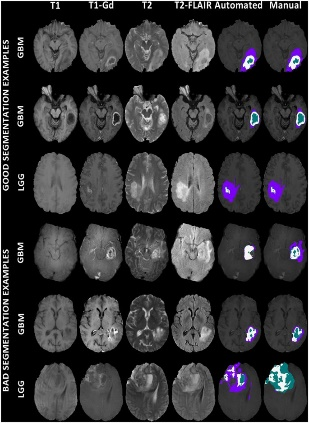 T1 T1-Gd T2 T2-FLAIR Automated Manual
GOOD SEGMENTATION EXAMPLES
GBM
GBM
LGG
BAD SEGMENTATION EXAMPLES
GBM
GBM
LGG